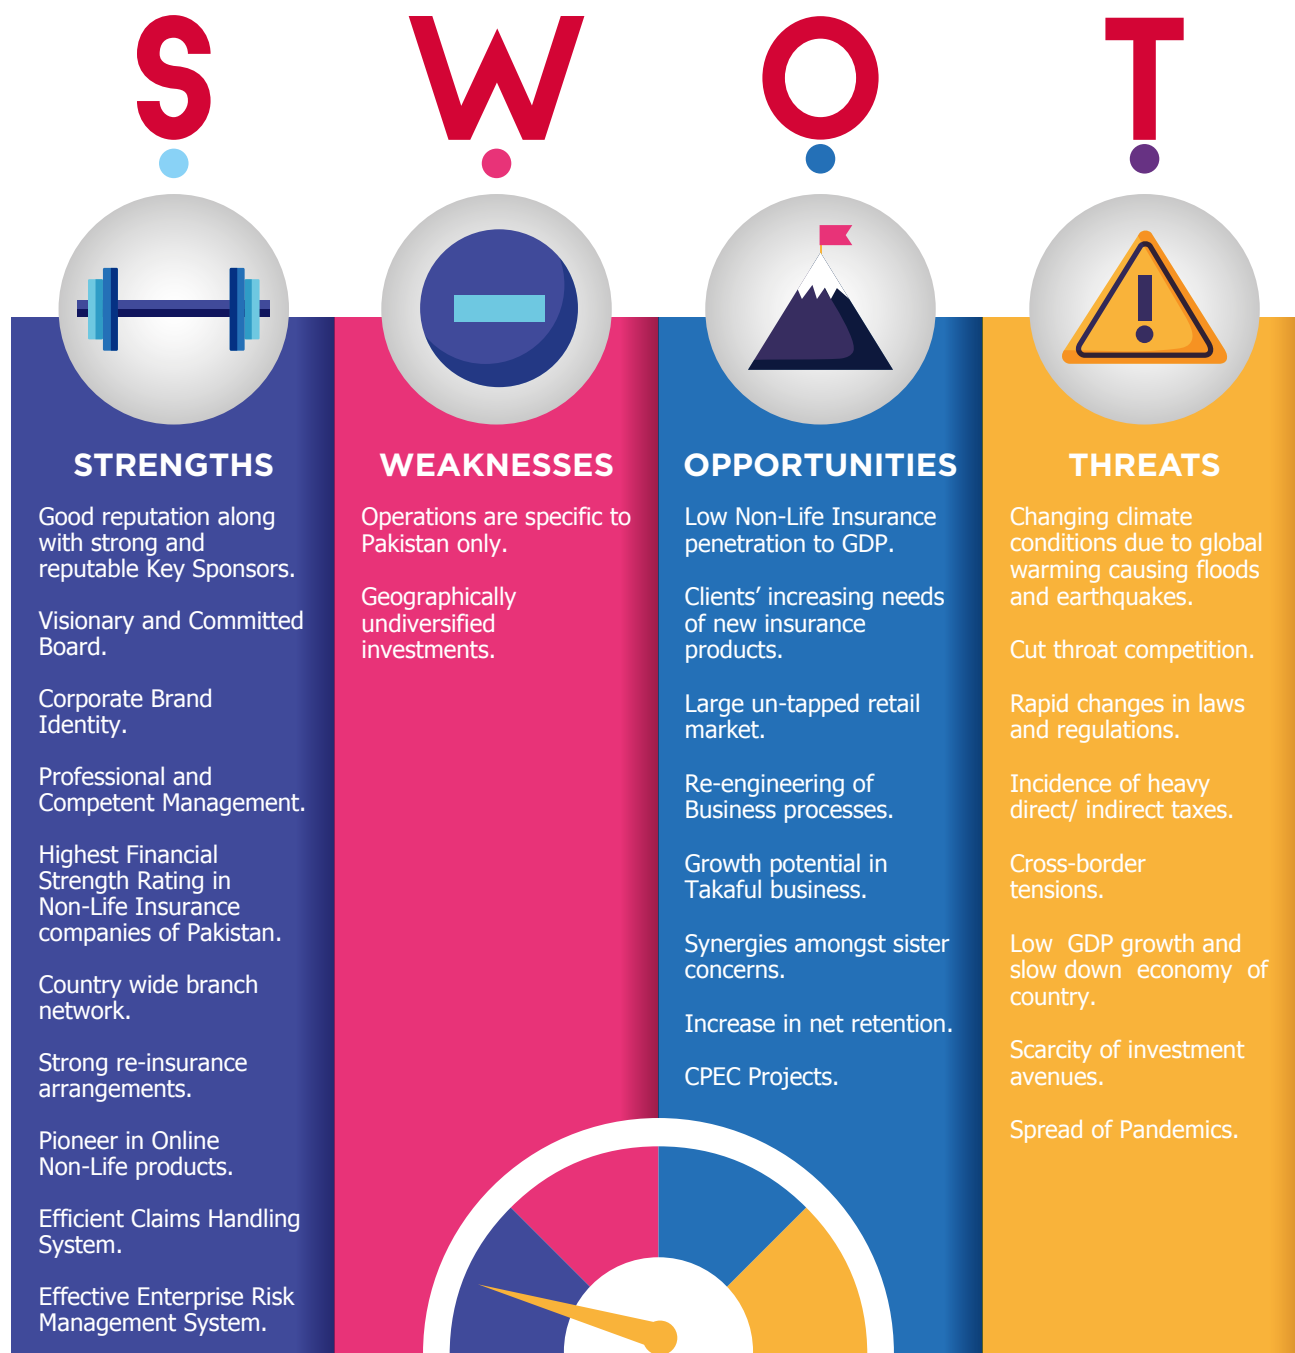 S W O T
STRENGTHS
Good reputation along
with strong and
reputable Key Sponsors.
Visionary and Committed
Board.
Corporate Brand
Identity.
Professional and
Competent Management.
Highest Financial
Strength Rating in
Non-Life Insurance
companies of Pakistan.
Country wide branch
network.
Strong re-insurance
arrangements.
Pioneer in Online
Non-Life products.
Efficient Claims Handling
System.
Effective Enterprise Risk
Management System.
WEAKNESSES
Operations are specific to
Pakistan only.
Geographically
undiversified
investments.
OPPORTUNITIES
Low Non-Life Insurance
penetration to GDP.
Clients’ increasing needs
of new insurance
products.
Large un-tapped retail
market.
Re-engineering of
Business processes.
Growth potential in
Takaful business.
Synergies amongst sister
concerns.
Increase in net retention.
CPEC Projects.
THREATS
Changing climate
conditions due to global
warming causing floods
and earthquakes.
Cut throat competition.
Rapid changes in laws
and regulations.
Incidence of heavy
direct/ indirect taxes.
Cross-border
tensions.
Low  GDP growth and
slow down  economy  of
country.
Scarcity of investment
avenues.
Spread of Pandemics.